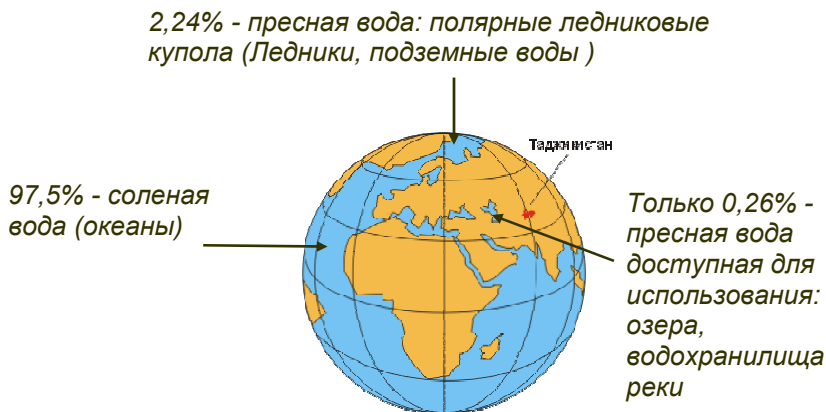 2,24% - пресная вода: полярные ледниковые
купола (Ледники, подземные воды )
Таджикистан
97,5% - соленая
вода (океаны)
Только 0,26% -
пресная вода
доступная для
использования:
озера,
водохранилища
реки